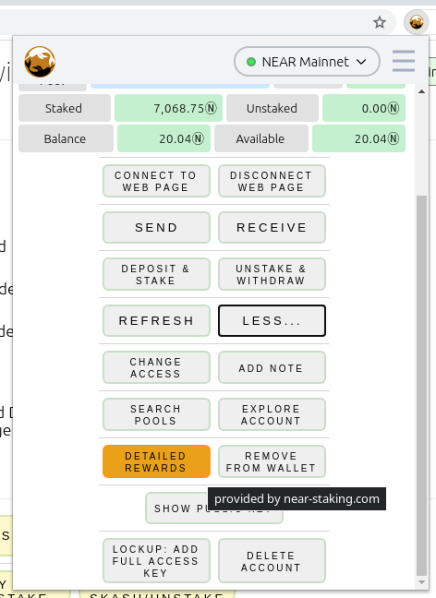 NEAR Mainnet
Staked 7,068.75Ⓝ Unstaked 0.00Ⓝ
Balance 20.04Ⓝ Available 20.04Ⓝ
CONNECT TO WEB PAGE
DISCONNECT WEB PAGE
SEND
RECEIVE
DEPOSIT & STAKE
UNSTAKE & WITHDRAW
REFRESH
LESS...
CHANGE ACCESS
ADD NOTE
SEARCH POOLS
EXPLORE ACCOUNT
DETAILED REWARDS
REMOVE FROM WALLET
provided by near-staking.com
SHOW PUBLIC KEY
LOCKUP: ADD FULL ACCESS KEY
DELETE ACCOUNT